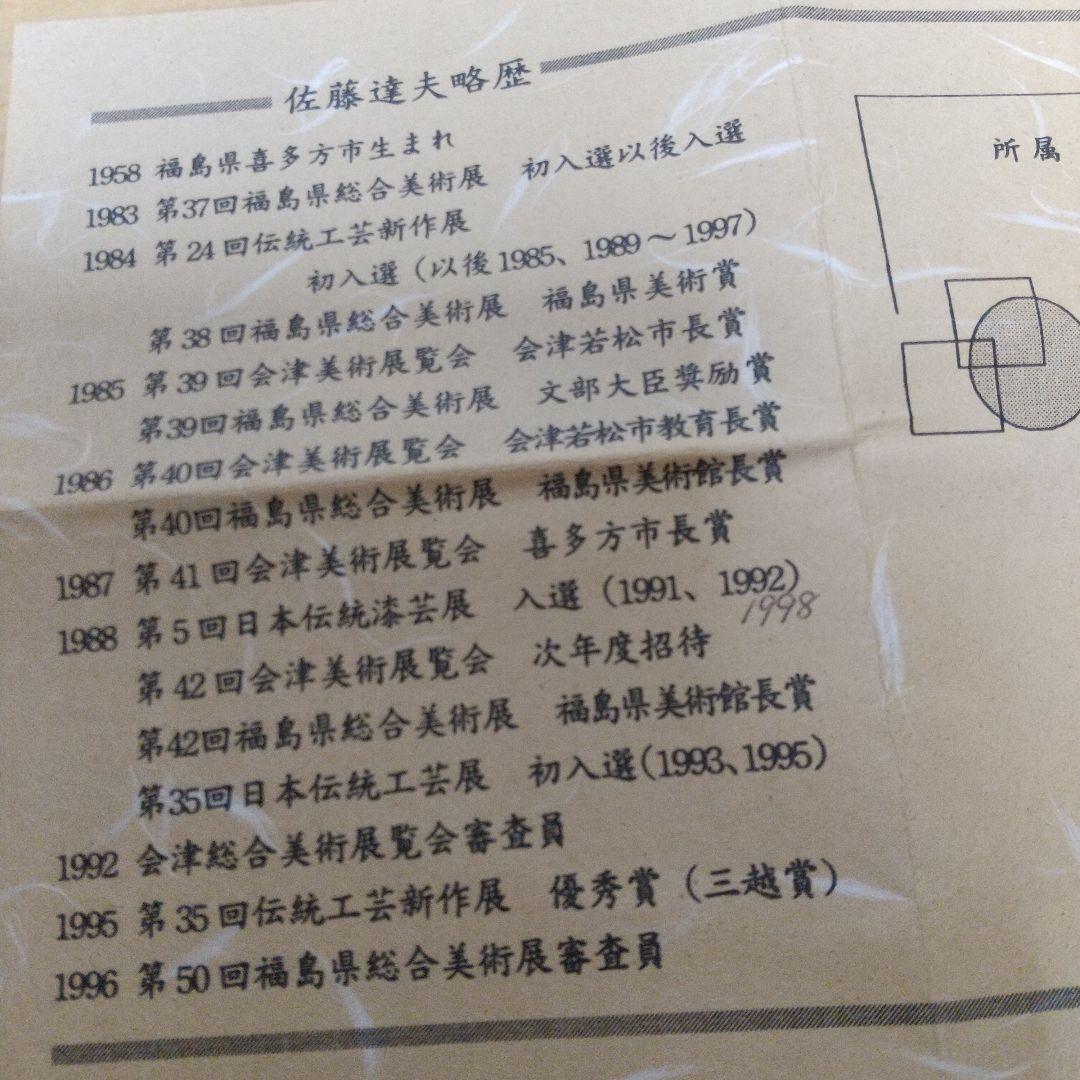 佐藤達夫略歴
1958 福島県喜多方市生まれ
1983 第37回福島県総合美術展 初入選以後入選
1984 第24回伝統工芸新作展
初入選（以後1985、1989～1997）
第38回福島県総合美術展 福島県美術賞
1985 第39回会津美術展覧会 会津若松市長賞
第39回福島県総合美術展 文部大臣奨励賞
1986 第40回会津美術展覧会 会津若松市教育長賞
第40回福島県総合美術展 福島県美術館長賞
1987 第41回会津美術展覧会 喜多方市長賞
1988 第5回日本伝統漆芸展 入選（1991、1992）
1998
第42回会津美術展覧会 次年度招待
第42回福島県総合美術展 福島県美術館長賞
第35回日本伝統工芸展 初入選(1993、1995)
1992 会津総合美術展覧会審査員
1995 第35回伝統工芸新作展 優秀賞（三越賞）
1996 第50回福島県総合美術展審査員
所属